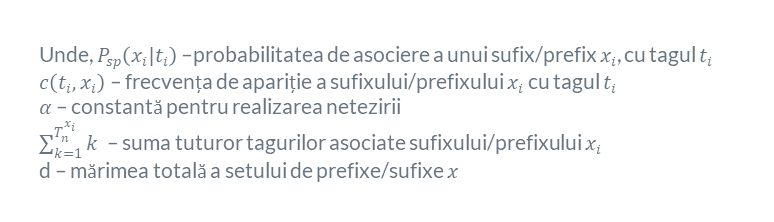 Unde, P_{sp}(x_i|t_i) –probabilitatea de asociere a unui sufix/prefix x_i, cu tagul t_i
c(t_i, x_i) – frecvența de apariție a sufixului/prefixului x_i cu tagul t_i
α – constantă pentru realizarea netezirii
∑_{k=1}^{T_n^{x_i}} k – suma tuturor tagurilor asociate sufixului/prefixului x_i
d – mărimea totală a setului de prefixe/sufixe x